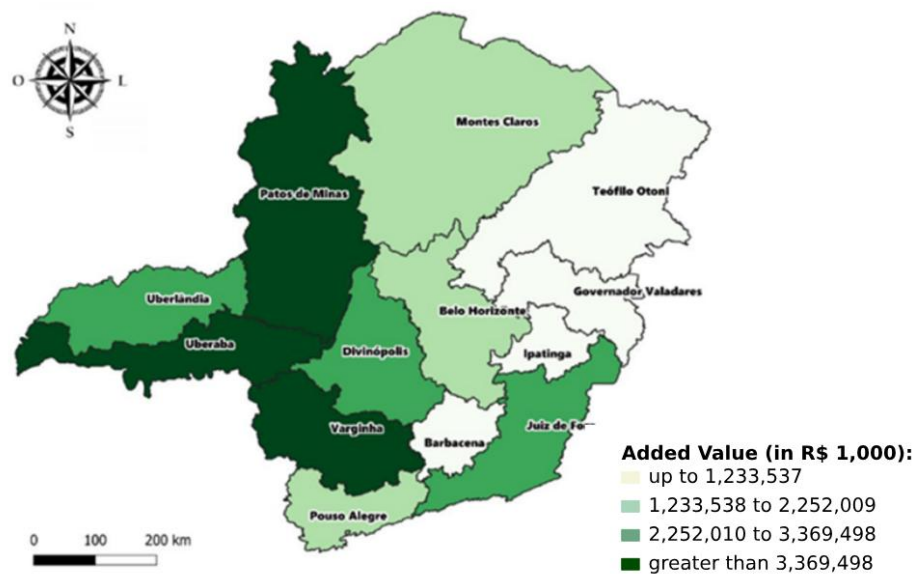 N
O
L
S
Montes Claros
Teófilo Otoni
Patos de Minas
Governador Valadares
Uberlândia
Belo Horizonte
Uberaba
Divinópolis
Ipatinga
Varginha
Juiz de Fo
Barbacena
Pouso Alegre
Added Value (in R$ 1,000):
up to 1,233,537
1,233,538 to 2,252,009
2,252,010 to 3,369,498
greater than 3,369,498
0 100 200 km